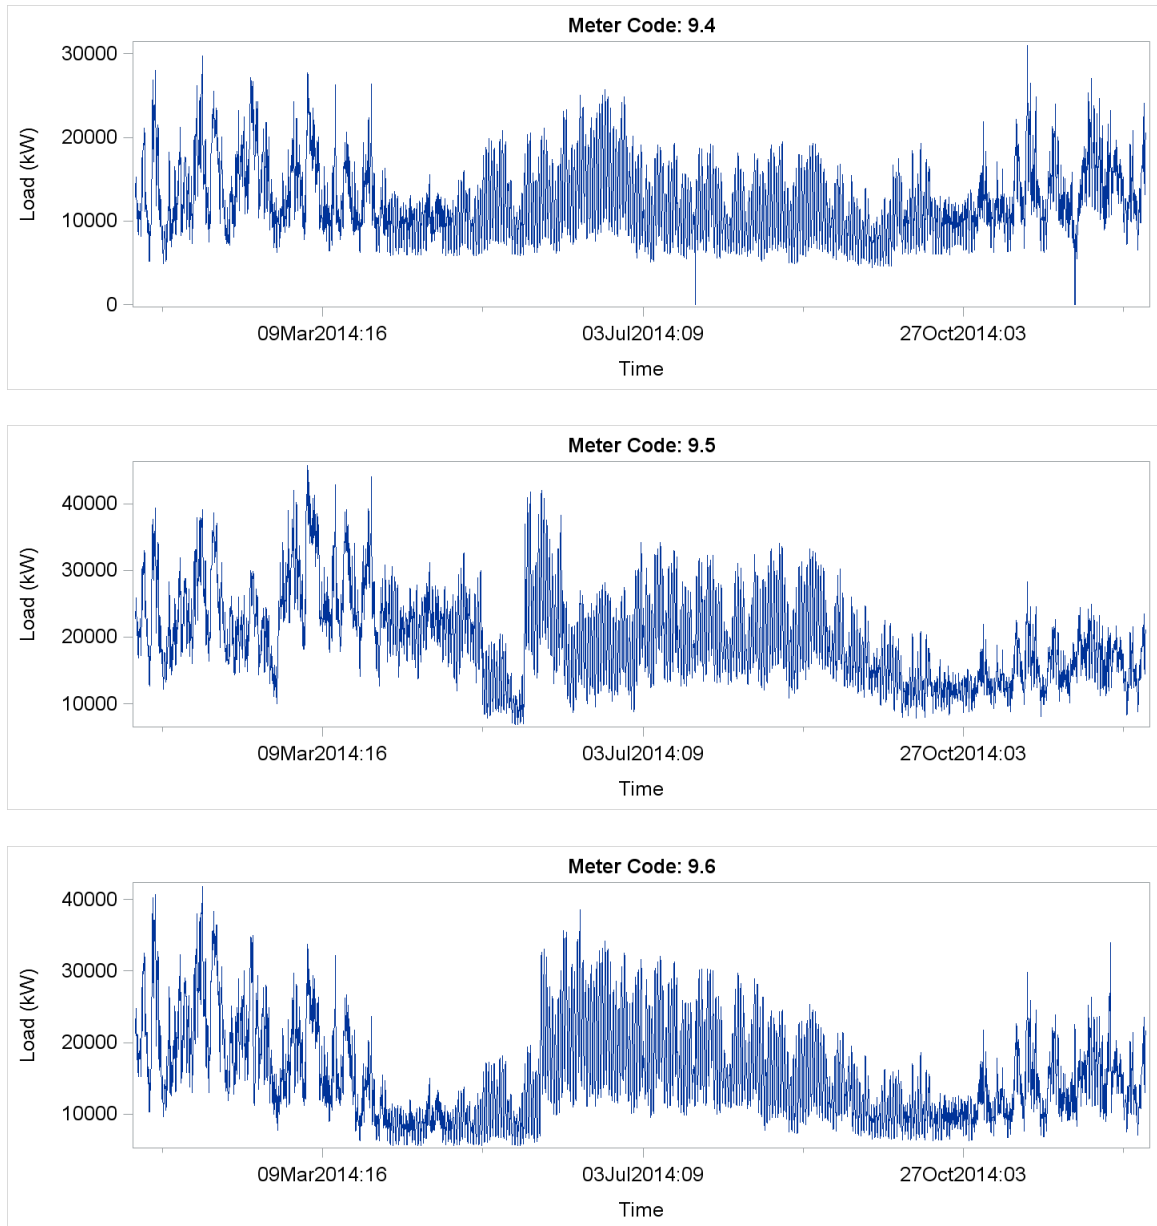 Meter Code: 9.4
Load (kW)
30000
20000
10000
0
09Mar2014:16 03Jul2014:09 27Oct2014:03
Time
Meter Code: 9.5
Load (kW)
40000
30000
20000
10000
09Mar2014:16 03Jul2014:09 27Oct2014:03
Time
Meter Code: 9.6
Load (kW)
40000
30000
20000
10000
09Mar2014:16 03Jul2014:09 27Oct2014:03
Time